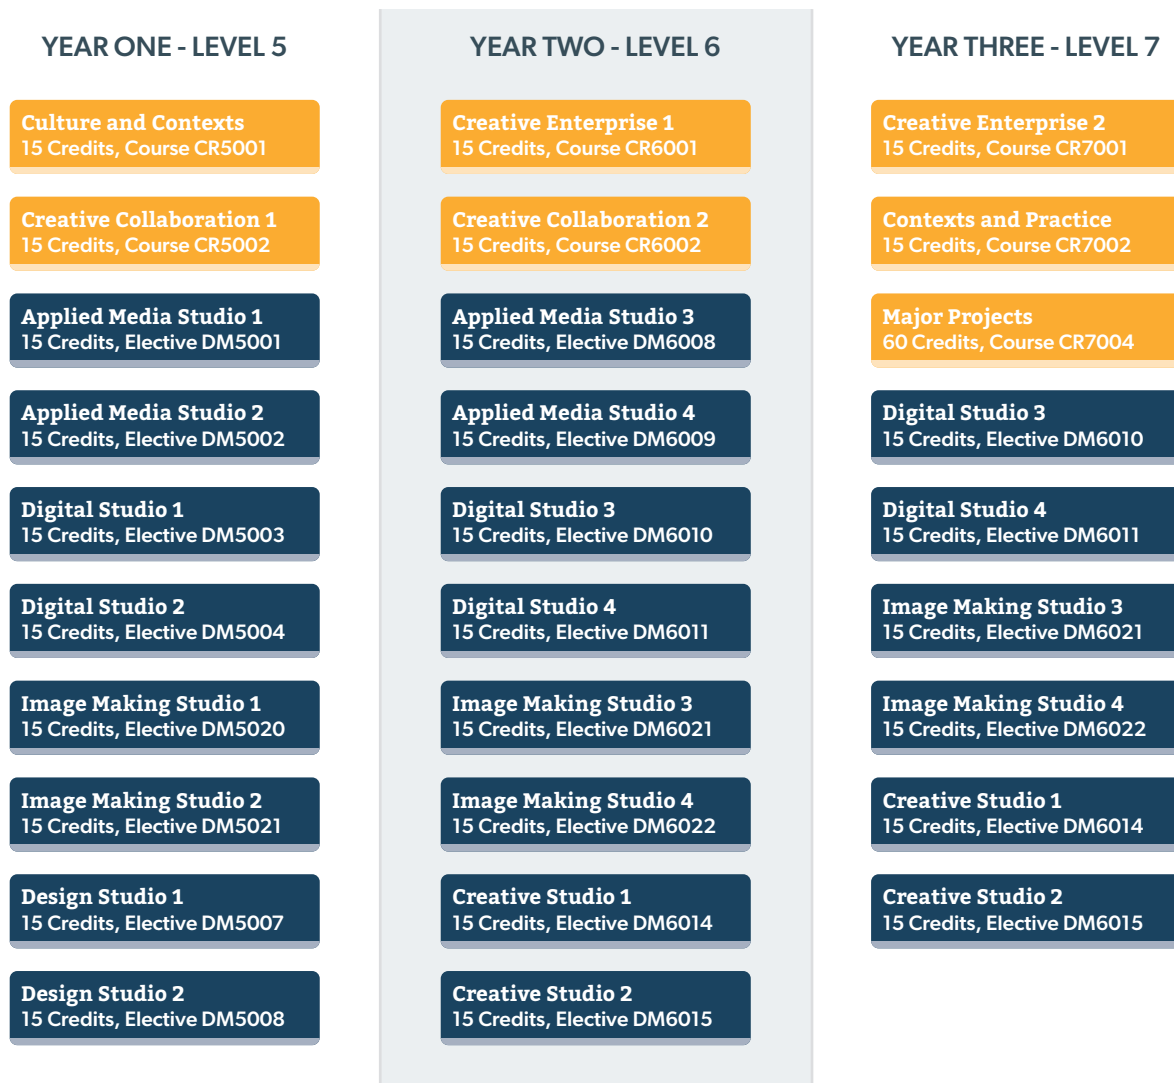 YEAR ONE - LEVEL 5
Culture and Contexts
15 Credits, Course CR5001
Creative Collaboration 1
15 Credits, Course CR5002
Applied Media Studio 1
15 Credits, Elective DM5001
Applied Media Studio 2
15 Credits, Elective DM5002
Digital Studio 1
15 Credits, Elective DM5003
Digital Studio 2
15 Credits, Elective DM5004
Image Making Studio 1
15 Credits, Elective DM5020
Image Making Studio 2
15 Credits, Elective DM5021
Design Studio 1
15 Credits, Elective DM5007
Design Studio 2
15 Credits, Elective DM5008
YEAR TWO - LEVEL 6
Creative Enterprise 1
15 Credits, Course CR6001
Creative Collaboration 2
15 Credits, Course CR6002
Applied Media Studio 3
15 Credits, Elective DM6008
Applied Media Studio 4
15 Credits, Elective DM6009
Digital Studio 3
15 Credits, Elective DM6010
Digital Studio 4
15 Credits, Elective DM6011
Image Making Studio 3
15 Credits, Elective DM6021
Image Making Studio 4
15 Credits, Elective DM6022
Creative Studio 1
15 Credits, Elective DM6014
Creative Studio 2
15 Credits, Elective DM6015
YEAR THREE - LEVEL 7
Creative Enterprise 2
15 Credits, Course CR7001
Contexts and Practice
15 Credits, Course CR7002
Major Projects
60 Credits, Course CR7004
Digital Studio 3
15 Credits, Elective DM6010
Digital Studio 4
15 Credits, Elective DM6011
Image Making Studio 3
15 Credits, Elective DM6021
Image Making Studio 4
15 Credits, Elective DM6022
Creative Studio 1
15 Credits, Elective DM6014
Creative Studio 2
15 Credits, Elective DM6015